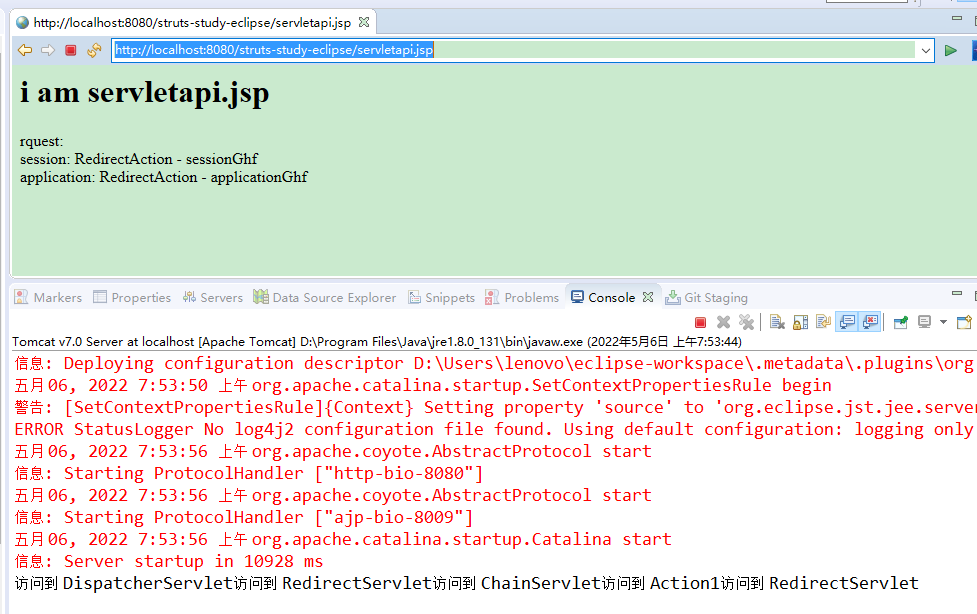 http://localhost:8080/struts-study-eclipse/servletapi.jsp
http://localhost:8080/struts-study-eclipse/servletapi.jsp
i am servletapi.jsp
rquest:
session: RedirectAction - sessionGhf
application: RedirectAction - applicationGhf
Markers Properties Servers Data Source Explorer Snippets Problems Console Git Staging
Tomcat v7.0 Server at localhost [Apache Tomcat] D:\Program Files\Java\jre1.8.0_131\bin\javaw.exe (2022年5月6日 上午7:53:44)
信息: Deploying configuration descriptor D:\Users\lenovo\eclipse-workspace\.metadata\.plugins\org
五月 06, 2022 7:53:50 上午 org.apache.catalina.startup.SetContextPropertiesRule begin
警告: [SetContextPropertiesRule]{Context} Setting property 'source' to 'org.eclipse.jst.jee.server
ERROR StatusLogger No log4j2 configuration file found. Using default configuration: logging only
五月 06, 2022 7:53:56 上午 org.apache.coyote.AbstractProtocol start
信息: Starting ProtocolHandler ["http-bio-8080"]
五月 06, 2022 7:53:56 上午 org.apache.coyote.AbstractProtocol start
信息: Starting ProtocolHandler ["ajp-bio-8009"]
五月 06, 2022 7:53:56 上午 org.apache.catalina.startup.Catalina start
信息: Server startup in 10928 ms
访问到 DispatcherServlet访问到 RedirectServlet访问到 ChainServlet访问到 Action1访问到 RedirectServlet